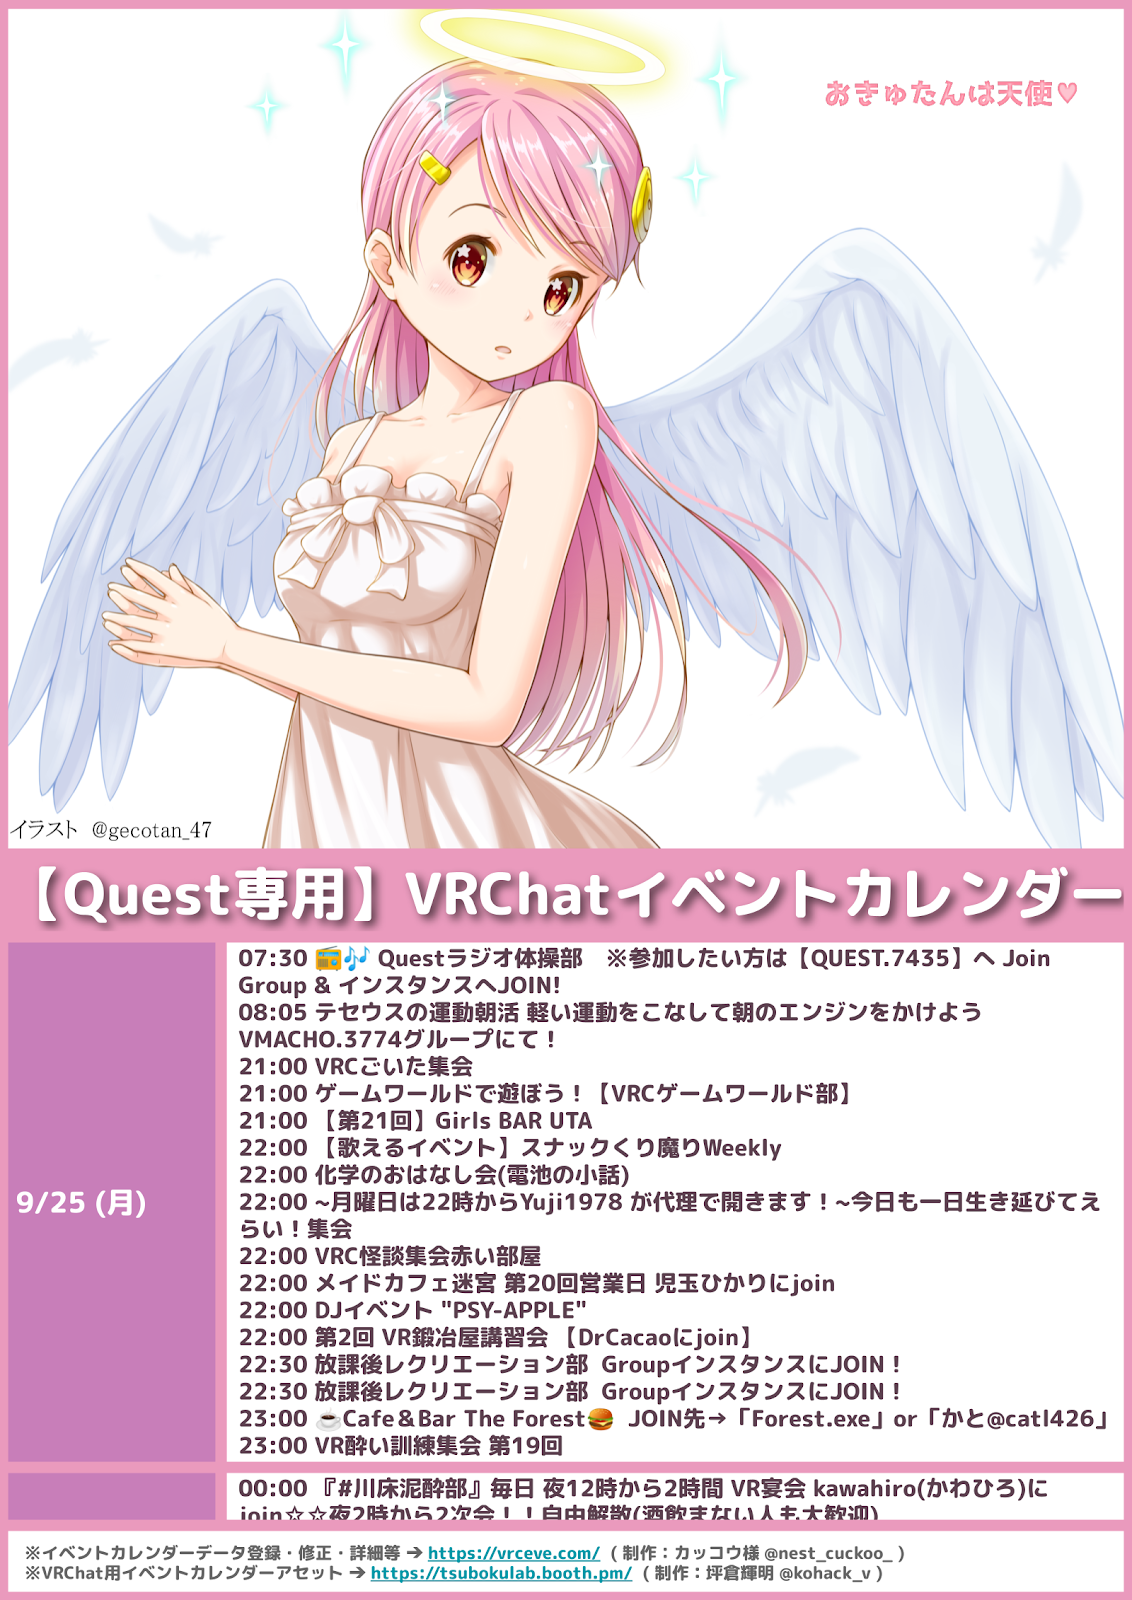 おきゅたんは天使♥
イラスト @gecotan_47
【Quest専用】VRChatイベントカレンダー
9/25 (月)
07:30 📻🎶 Questラジオ体操部　※参加したい方は【QUEST.7435】へ Join
Group & インスタンスへJOIN!
08:05 テセウスの運動朝活 軽い運動をこなして朝のエンジンをかけよう
VMACHO.3774グループにて！
21:00 VRCごいた集会
21:00 ゲームワールドで遊ぼう！【VRCゲームワールド部】
21:00 【第21回】Girls BAR UTA
22:00 【歌えるイベント】スナックくり魔りWeekly
22:00 化学のおはなし会(電池の小話)
22:00 ~月曜日は22時からYuji1978 が代理で開きます！~今日も一日生き延びてえ
らい！集会
22:00 VRC怪談集会赤い部屋
22:00 メイドカフェ迷宮 第20回営業日 児玉ひかりにjoin
22:00 DJイベント "PSY-APPLE"
22:00 第2回 VR鍛冶屋講習会 【DrCacaoにjoin】
22:30 放課後レクリエーション部 GroupインスタンスにJOIN！
22:30 放課後レクリエーション部 GroupインスタンスにJOIN！
23:00 ☕Cafe＆Bar The Forest🍔 JOIN先→「Forest.exe」or「かと@catl426」
23:00 VR酔い訓練集会 第19回
00:00 『#川床泥酔部』毎日 夜12時から2時間 VR宴会 kawahiro(かわひろ)に
join☆☆夜2時から2次会！！自由解散(酒飲まない人も大歓迎)
※イベントカレンダーデータ登録・修正・詳細等 ➔ https://vrceve.com/ ( 制作：カッコウ様 @nest_cuckoo_ )
※VRChat用イベントカレンダーアセット ➔ https://tsubokulab.booth.pm/ ( 制作：坪倉輝明 @kohack_v )